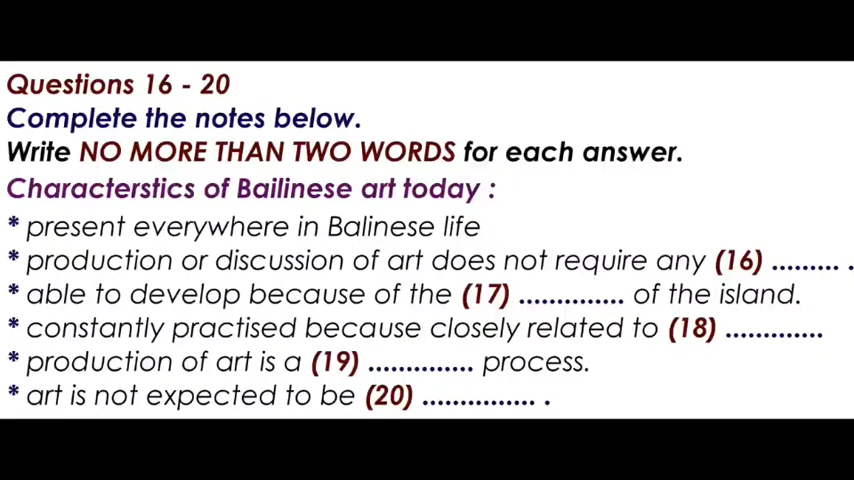 Questions 16 - 20
Complete the notes below.
Write NO MORE THAN TWO WORDS for each answer.
Characterstics of Bailinese art today :
* present everywhere in Balinese life
* production or discussion of art does not require any (16) ......... .
* able to develop because of the (17) .............. of the island.
* constantly practised because closely related to (18) .............
* production of art is a (19) .............. process.
* art is not expected to be (20) ............... .